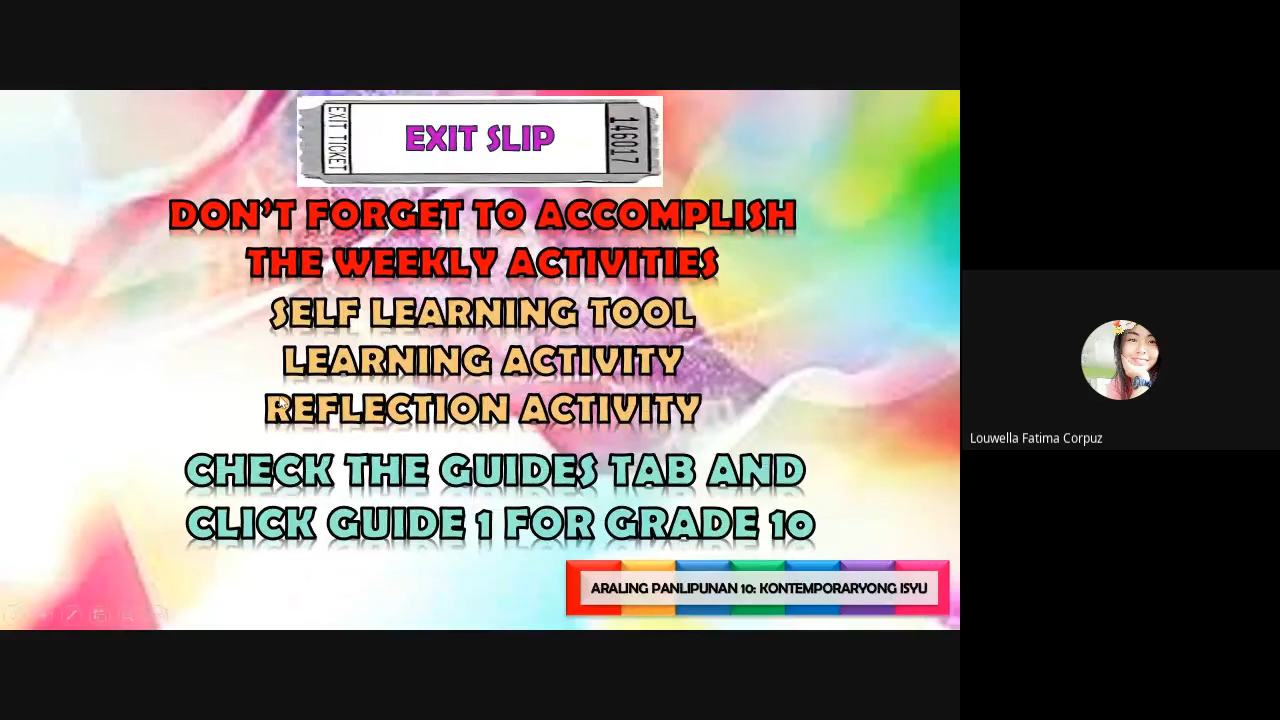 EXIT TICKET
EXIT SLIP
146017
DON'T FORGET TO ACCOMPLISH
THE WEEKLY ACTIVITIES
SELF LEARNING TOOL
LEARNING ACTIVITY
REFLECTION ACTIVITY
CHECK THE GUIDES TAB AND
CLICK GUIDE 1 FOR GRADE 10
ARALING PANLIPUNAN 10: KONTEMPORARYONG ISYU
Louwella Fatima Corpuz